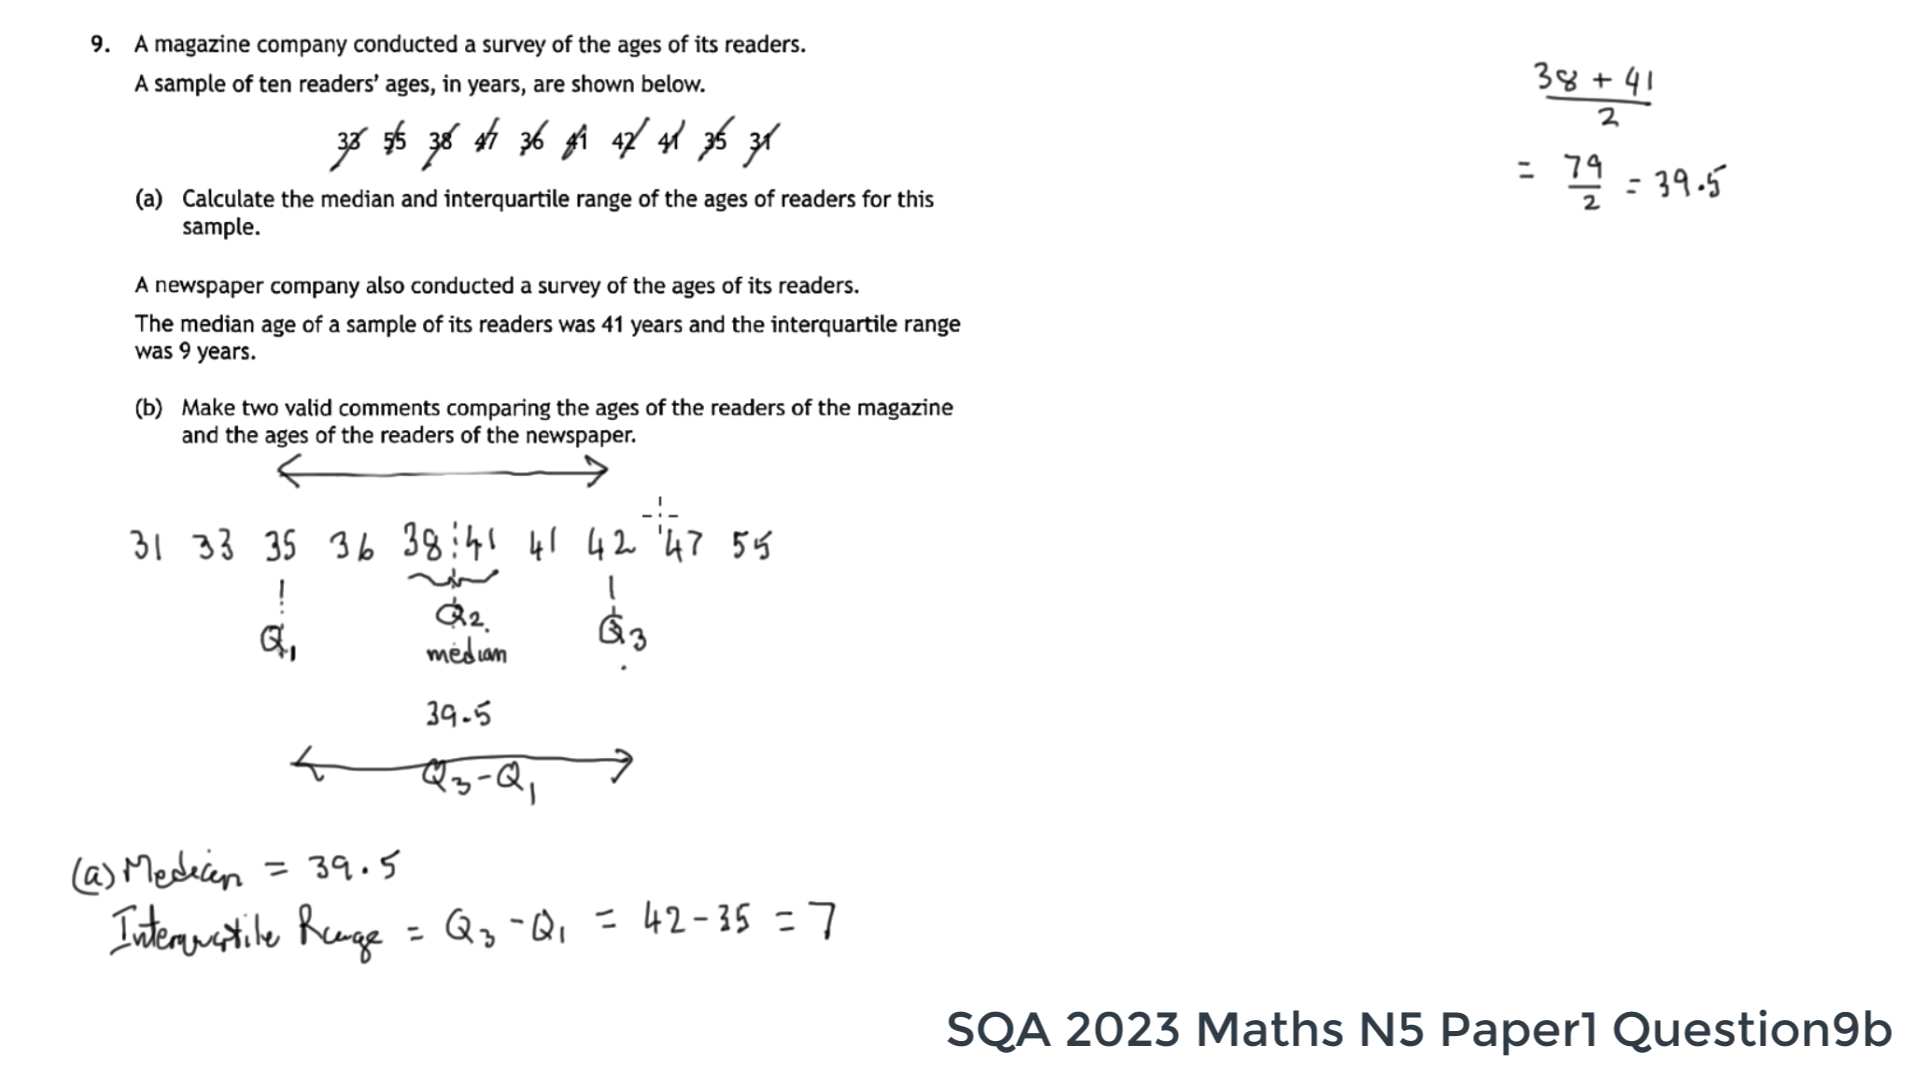 9. A magazine company conducted a survey of the ages of its readers.
A sample of ten readers' ages, in years, are shown below.
33 55 38 47 36 41 42 41 35 31
(a) Calculate the median and interquartile range of the ages of readers for this
sample.
A newspaper company also conducted a survey of the ages of its readers.
The median age of a sample of its readers was 41 years and the interquartile range
was 9 years.
(b) Make two valid comments comparing the ages of the readers of the magazine
and the ages of the readers of the newspaper.
31 33 35 36 38 41 41 42 47 55
Q1 Q2 Q3
median
39.5
Q3-Q1
(a) Median = 39.5
Interquartile Range = Q3 - Q1 = 42 - 35 = 7
38 + 41
2
= 79/2 = 39.5
SQA 2023 Maths N5 Paper1 Question9b